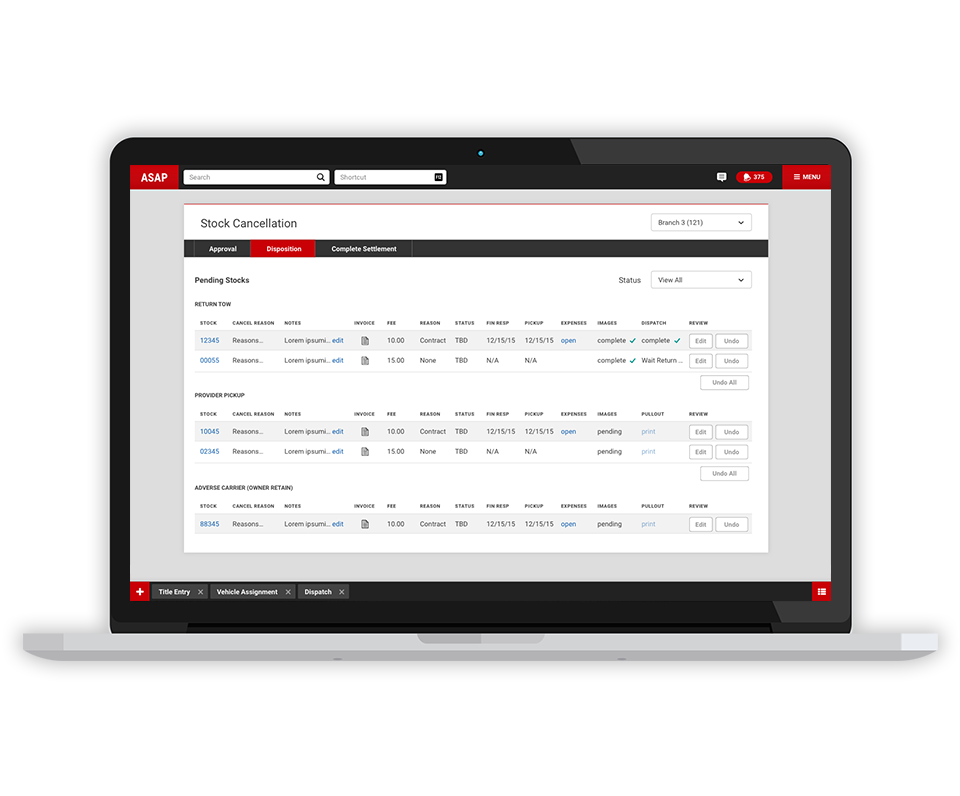 ASAP Search Shortcut F12 375 MENU
Stock Cancellation Branch 3 (121)
Approval Disposition Complete Settlement
Pending Stocks Status View All
RETURN TOW
STOCK CANCEL REASON NOTES INVOICE FEE REASON STATUS FIN RESP PICKUP EXPENSES IMAGES DISPATCH REVIEW
12345 Reasons... Lorem ipsumi... edit 10.00 Contract TBD 12/15/15 12/15/15 open complete complete Edit Undo
00055 Reasons... Lorem ipsumi... edit 15.00 None TBD N/A N/A complete Wait Return ... Edit Undo
Undo All
PROVIDER PICKUP
STOCK CANCEL REASON NOTES INVOICE FEE REASON STATUS FIN RESP PICKUP EXPENSES IMAGES PULLOUT REVIEW
10045 Reasons... Lorem ipsumi... edit 10.00 Contract TBD 12/15/15 12/15/15 open pending print Edit Undo
02345 Reasons... Lorem ipsumi... edit 15.00 None TBD N/A N/A pending print Edit Undo
Undo All
ADVERSE CARRIER (OWNER RETAIN)
STOCK CANCEL REASON NOTES INVOICE FEE REASON STATUS FIN RESP PICKUP EXPENSES IMAGES PULLOUT REVIEW
88345 Reasons... Lorem ipsumi... edit 10.00 Contract TBD 12/15/15 12/15/15 open pending print Edit Undo
Title Entry Vehicle Assignment Dispatch